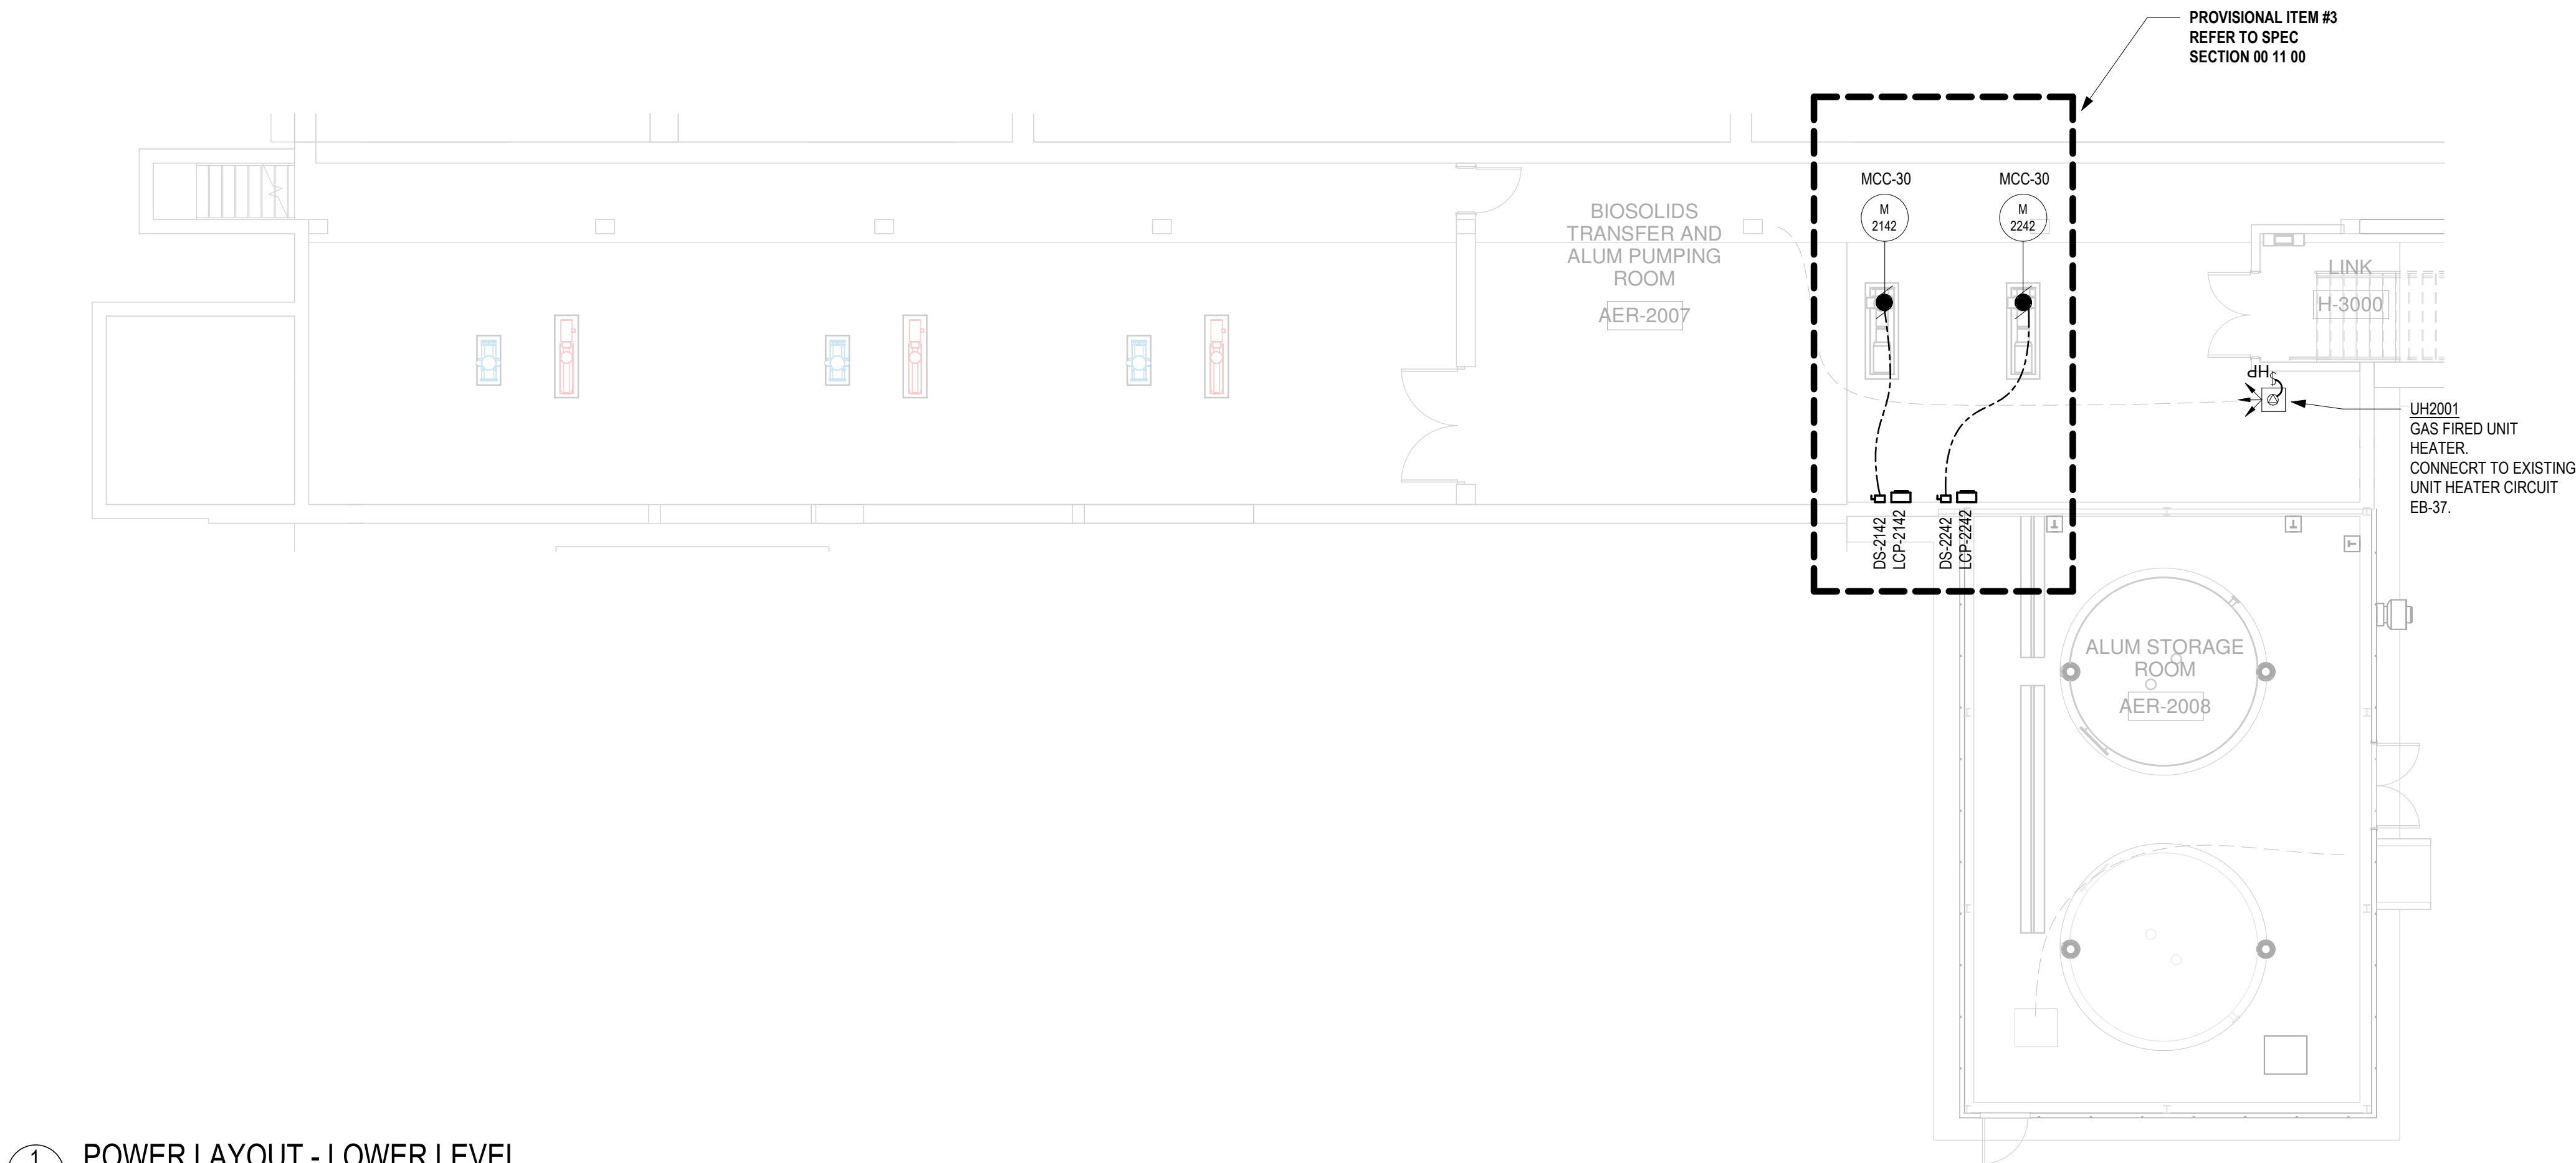 PROVISIONAL ITEM #3
REFER TO SPEC
SECTION 00 11 00
MCC-30
MCC-30
M
2142
M
2242
BIOSOLIDS
TRANSFER AND
ALUM PUMPING
ROOM
AER-2007
LINK
H-3000
HP
$
UH2001
GAS FIRED UNIT
HEATER.
CONNECRT TO EXISTING
UNIT HEATER CIRCUIT
EB-37.
DS-2142
LCP-2142
DS-2242
LCP-2242
T
T
T
ALUM STORAGE
ROOM
AER-2008
1
POWER LAYOUT - LOWER LEVEL